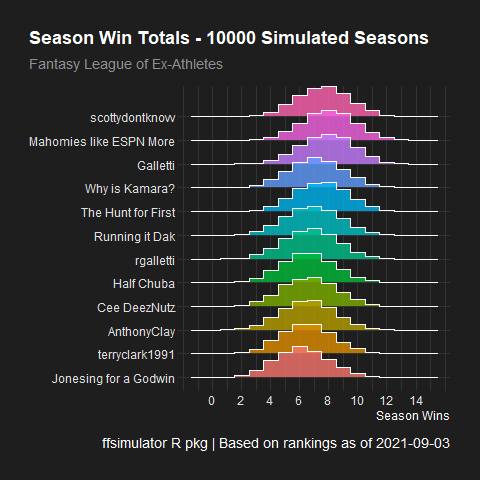 Season Win Totals - 10000 Simulated Seasons
Fantasy League of Ex-Athletes
scottydontknow
Mahomies like ESPN More
Galletti
Why is Kamara?
The Hunt for First
Running it Dak
rgalletti
Half Chuba
Cee DeezNutz
AnthonyClay
terryclark1991
Jonesing for a Godwin
0 2 4 6 8 10 12 14
Season Wins
ffsimulator R pkg | Based on rankings as of 2021-09-03